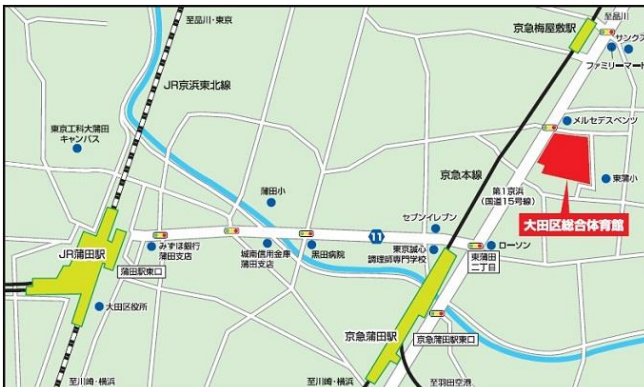 至品川・東京
京急梅屋敷駅
至品川
サンクス
ファミリーマート
JR京浜東北線
メルセデスベンツ
東京工科大蒲田
キャンパス
京急本線
第1京浜
(国道15号線)
東蒲小
蒲田小
大田区総合体育館
セブンイレブン
11
JR蒲田駅
みずほ銀行
蒲田支店
城南信用金庫
蒲田支店
黒田病院
東京誠心
調理師専門学校
ローソン
東蒲田
二丁目
蒲田駅東口
大田区役所
京急蒲田駅
京急蒲田駅東口
至川崎・横浜
至川崎・横浜
至羽田空港